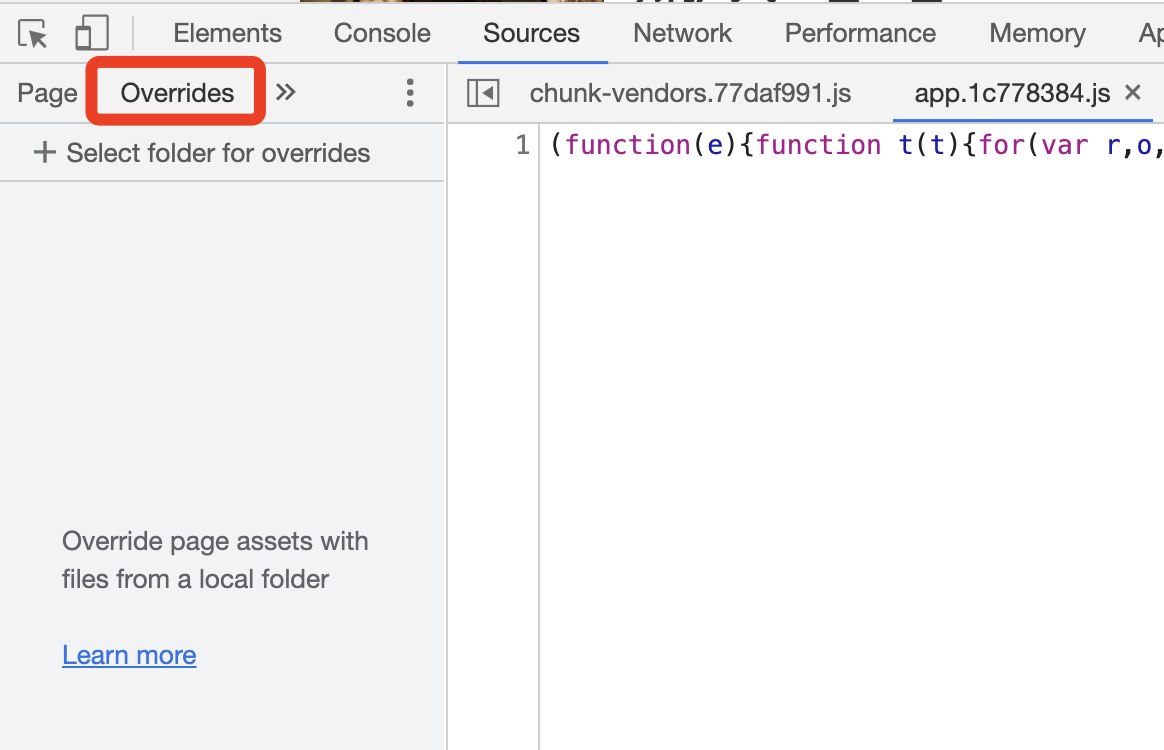 Elements Console Sources Network Performance Memory
Page Overrides » chunk-vendors.77daf991.js app.1c778384.js ×
+ Select folder for overrides
1 (function(e){function t(t){for(var r,o,
Override page assets with
files from a local folder
Learn more